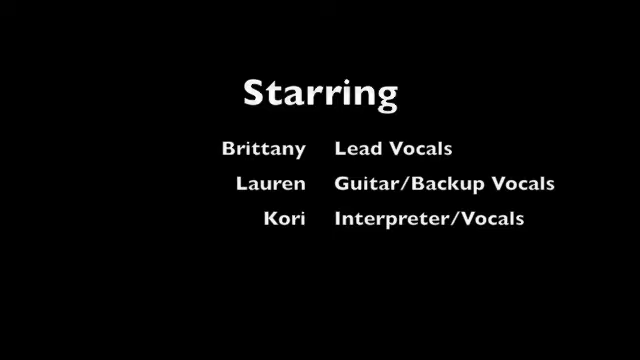 Starring
Brittany Lead Vocals
Lauren Guitar/Backup Vocals
Kori Interpreter/Vocals